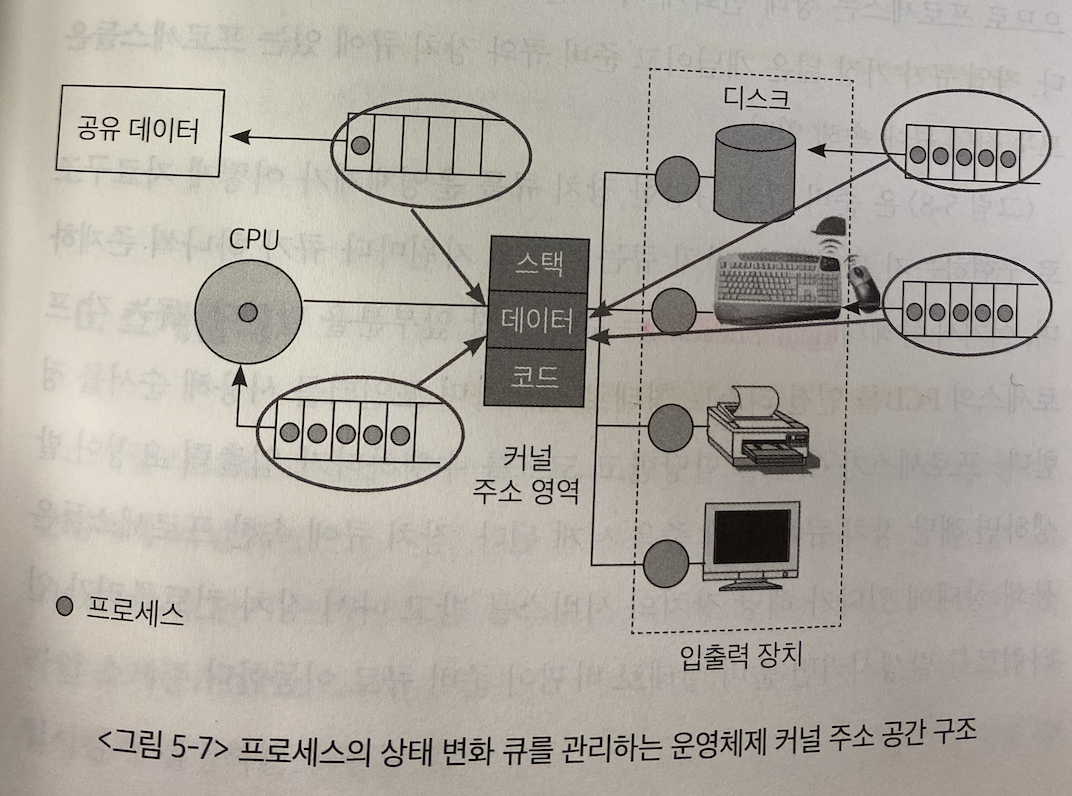 디스크
공유 데이터
CPU
스택
데이터
코드
커널
주소 영역
프로세스
입출력 장치
<그림 5-7> 프로세스의 상태 변화 큐를 관리하는 운영체제 커널 주소 공간 구조